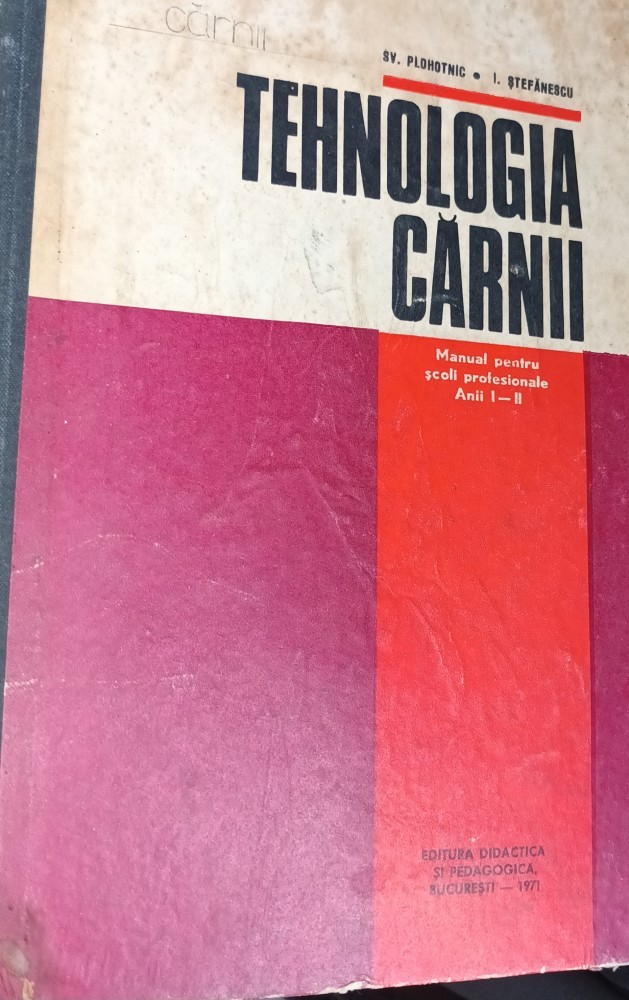 cărnii
SV. PLOHOTNIC • I. ȘTEFĂNESCU
TEHNOLOGIA
CĂRNII
Manual pentru
școli profesionale
Anii I—II
EDITURA DIDACTICA
ȘI PEDAGOGICA,
BUCUREȘTI — 1971